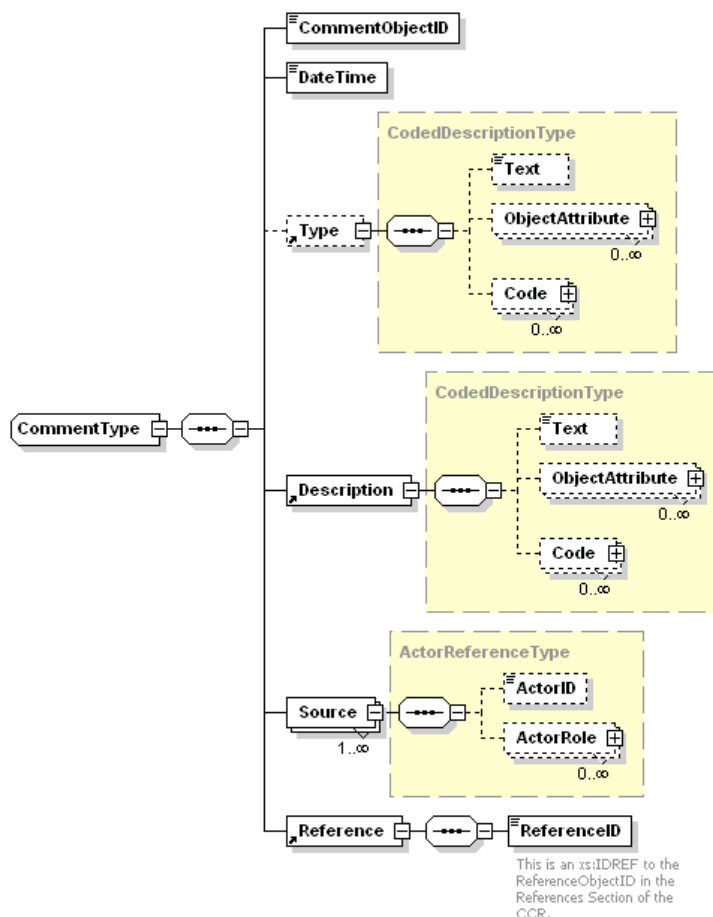 CommentObjectID
DateTime
CodedDescriptionType
Text
ObjectAttribute
0..∞
Type
Code
0..∞
CommentType
CodedDescriptionType
Text
ObjectAttribute
0..∞
Description
Code
0..∞
ActorReferenceType
ActorID
Source
1..∞
ActorRole
0..∞
Reference
ReferenceID
This is an xs:IDREF to the
ReferenceObjectID in the
References Section of the
CCR.